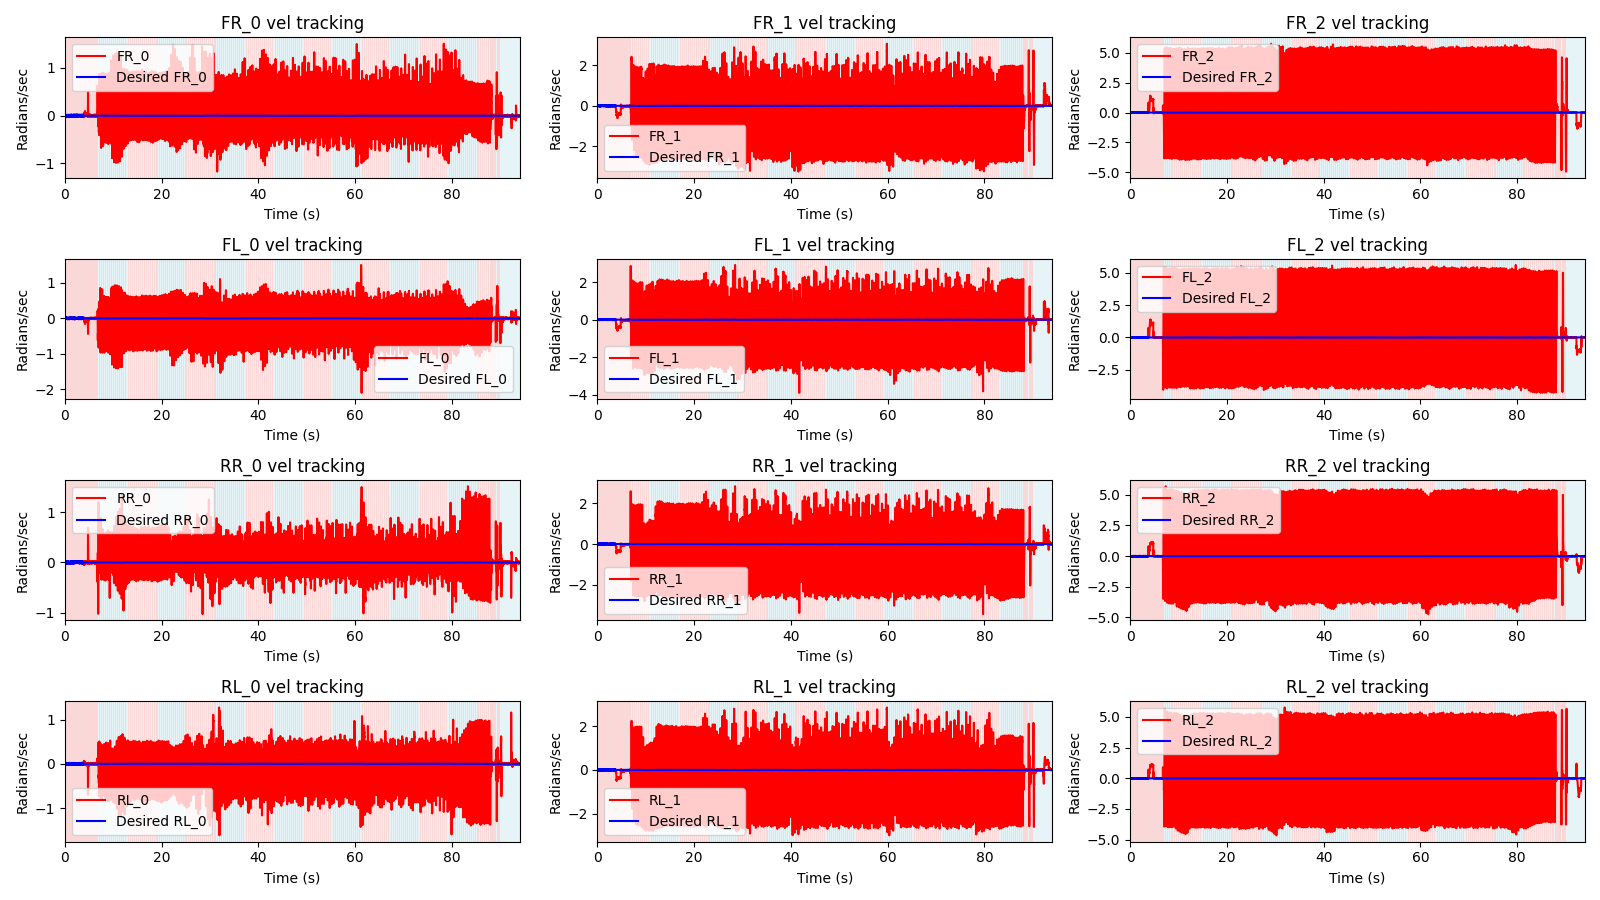 FR_0 vel tracking
FR_1 vel tracking
FR_2 vel tracking
Radians/sec
1
0
−1
FR_0
Desired FR_0
0 20 40 60 80
Time (s)
Radians/sec
2
0
−2
FR_1
Desired FR_1
0 20 40 60 80
Time (s)
Radians/sec
5.0
2.5
0.0
−2.5
−5.0
FR_2
Desired FR_2
0 20 40 60 80
Time (s)
FL_0 vel tracking
FL_1 vel tracking
FL_2 vel tracking
Radians/sec
1
0
−1
−2
FL_0
Desired FL_0
0 20 40 60 80
Time (s)
Radians/sec
2
0
−2
−4
FL_1
Desired FL_1
0 20 40 60 80
Time (s)
Radians/sec
5.0
2.5
0.0
−2.5
FL_2
Desired FL_2
0 20 40 60 80
Time (s)
RR_0 vel tracking
RR_1 vel tracking
RR_2 vel tracking
Radians/sec
1
0
−1
RR_0
Desired RR_0
0 20 40 60 80
Time (s)
Radians/sec
2
0
−2
RR_1
Desired RR_1
0 20 40 60 80
Time (s)
Radians/sec
5.0
2.5
0.0
−2.5
−5.0
RR_2
Desired RR_2
0 20 40 60 80
Time (s)
RL_0 vel tracking
RL_1 vel tracking
RL_2 vel tracking
Radians/sec
1
0
−1
RL_0
Desired RL_0
0 20 40 60 80
Time (s)
Radians/sec
2
0
−2
RL_1
Desired RL_1
0 20 40 60 80
Time (s)
Radians/sec
5.0
2.5
0.0
−2.5
−5.0
RL_2
Desired RL_2
0 20 40 60 80
Time (s)